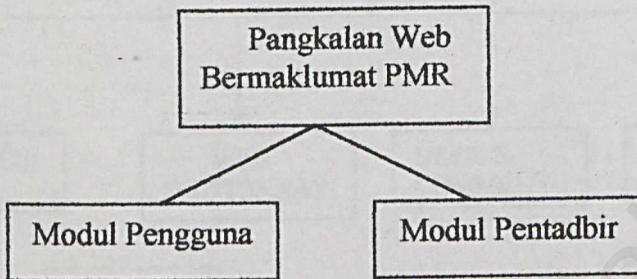 Pangkalan Web
Bermaklumat PMR
Modul Pengguna
Modul Pentadbir